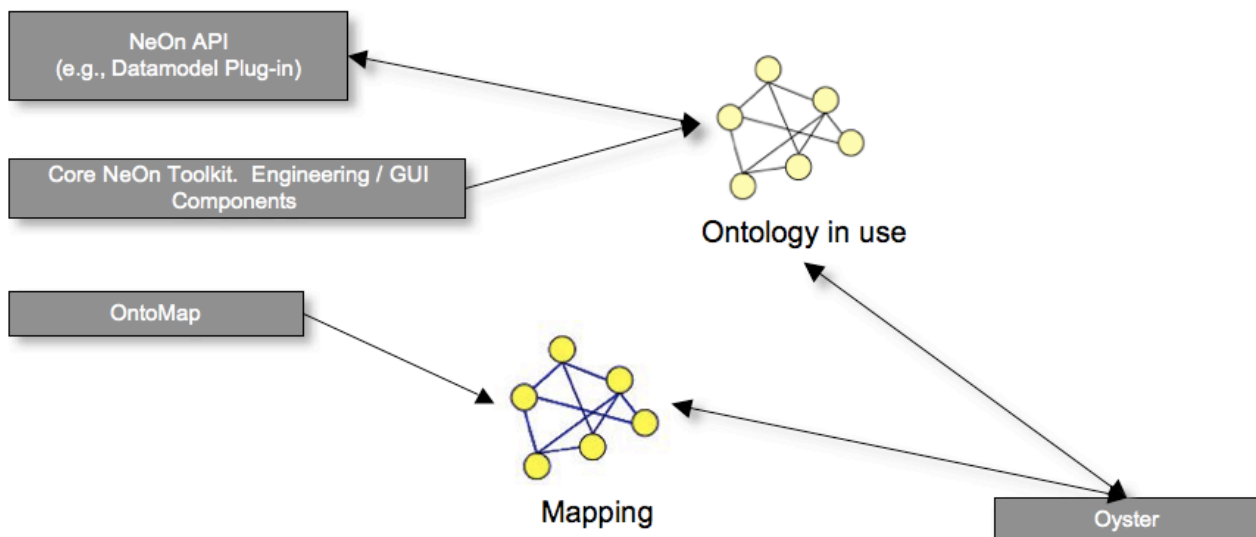 NeOn API
(e.g., Datamodel Plug-in)
Core NeOn Toolkit.  Engineering / GUI
Components
Ontology in use
OntoMap
Mapping
Oyster